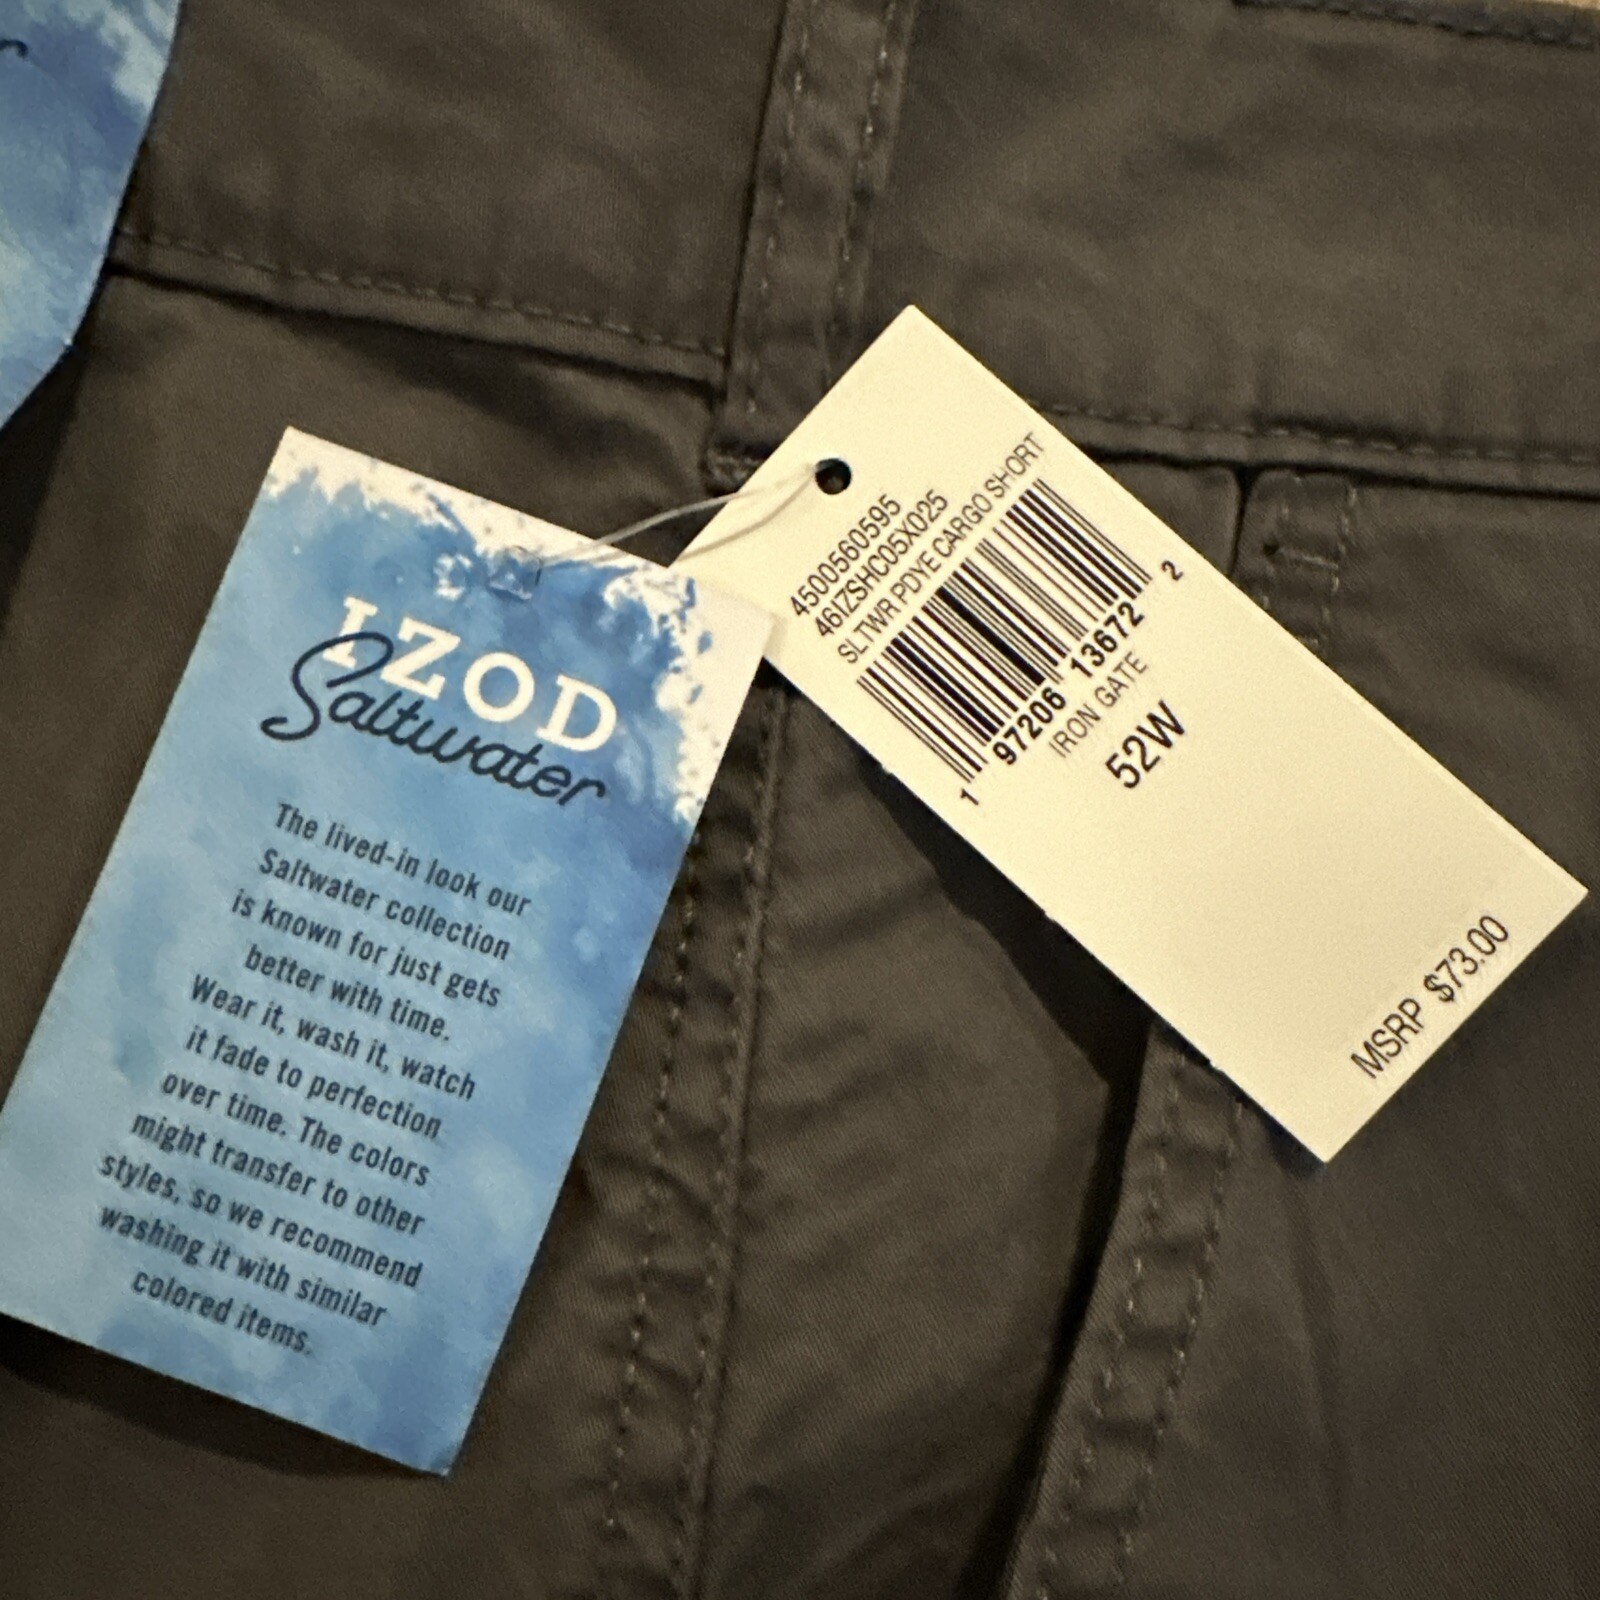 IZOD
Saltwater
The lived-in look our
Saltwater collection
is known for just gets
better with time.
Wear it, wash it, watch
it fade to perfection
over time. The colors
might transfer to other
styles, so we recommend
washing it with similar
colored items.
4500560595
46IZSHC05X025
SLTWR PDYE CARGO SHORT
1 97206 13672 2
IRON GATE
52W
MSRP $73.00